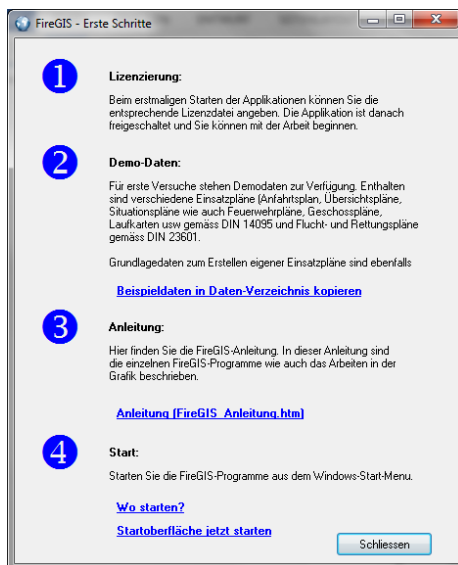 FireGIS - Erste Schritte
1
Lizenzierung:
Beim erstmaligen Starten der Applikationen können Sie die
entsprechende Lizenzdatei angeben. Die Applikation ist danach
freigeschaltet und Sie können mit der Arbeit beginnen.
2
Demo-Daten:
Für erste Versuche stehen Demodaten zur Verfügung. Enthalten
sind verschiedene Einsatzpläne (Anfahrtsplan, Übersichtspläne,
Situationspläne wie auch Feuerwehrpläne, Geschosspläne,
Laufkarten usw gemäss DIN 14095 und Flucht- und Rettungspläne
gemäss DIN 23601.
Grundlagedaten zum Erstellen eigener Einsatzpläne sind ebenfalls
Beispieldaten in Daten-Verzeichnis kopieren
3
Anleitung:
Hier finden Sie die FireGIS-Anleitung. In dieser Anleitung sind
die einzelnen FireGIS-Programme wie auch das Arbeiten in der
Grafik beschrieben.
Anleitung (FireGIS_Anleitung.htm)
4
Start:
Starten Sie die FireGIS-Programme aus dem Windows-Start-Menu.
Wo starten?
Startoberfläche jetzt starten
Schliessen